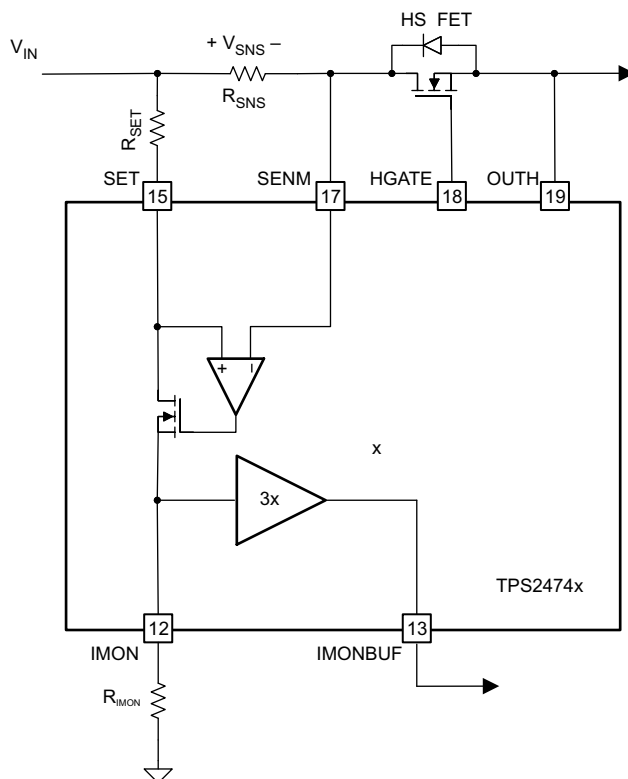 HS FET
V_IN
+ V_SNS –
R_SNS
R_SET
SET
SENM
HGATE
OUTH
15
17
18
19
+ –
x
3x
TPS2474x
12
13
IMON
IMONBUF
R_IMON